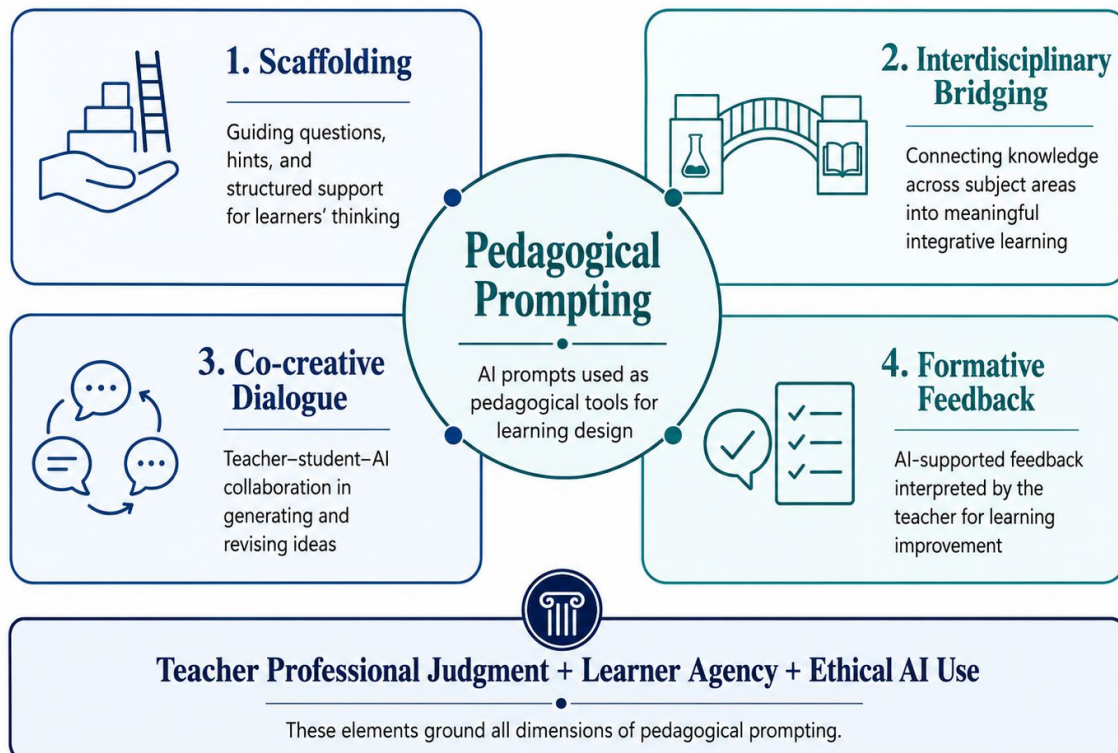 1. Scaffolding
Guiding questions,
hints, and
structured support
for learners' thinking
2. Interdisciplinary
Bridging
Connecting knowledge
across subject areas
into meaningful
integrative learning
Pedagogical
Prompting
AI prompts used as
pedagogical tools for
learning design
3. Co-creative
Dialogue
Teacher–student–AI
collaboration in
generating and
revising ideas
4. Formative
Feedback
AI-supported feedback
interpreted by the
teacher for learning
improvement
Teacher Professional Judgment + Learner Agency + Ethical AI Use
These elements ground all dimensions of pedagogical prompting.